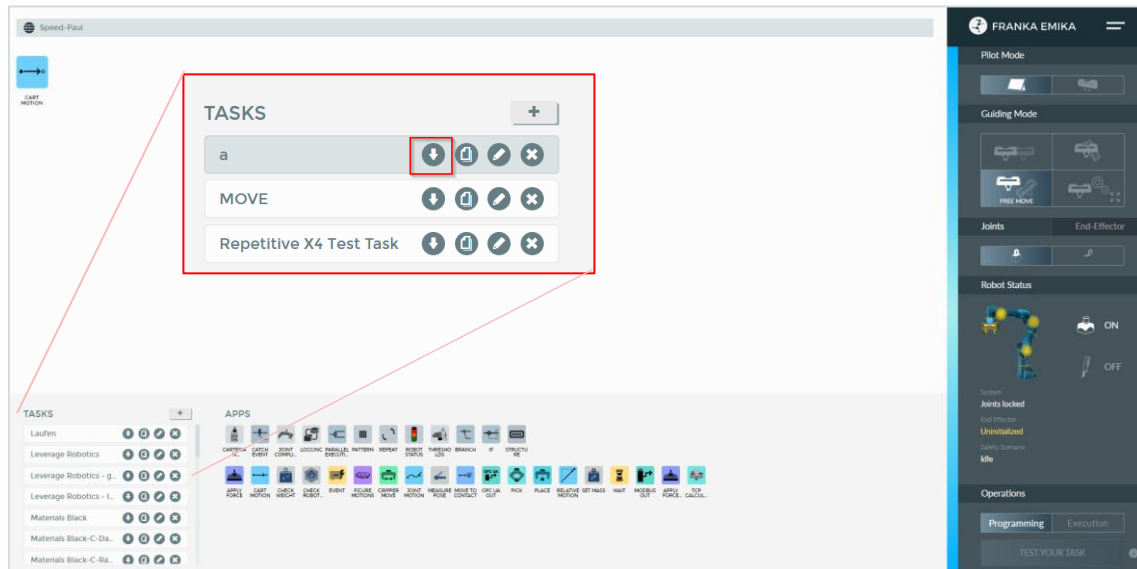 Speed-Paul
CART
MOTION
TASKS
+
a
MOVE
Repetitive X4 Test Task
TASKS
+
Laufen
Leverage Robotics
Leverage Robotics - g...
Leverage Robotics - I...
Materials Black
Materials Black-C-Da...
Materials Black-C-Ra...
APPS
CATCH
EVENT
JOINT
LOGGING
PARALLEL
EXECUTI...
PATTERN
REPEAT
ROBOT
STATUS
THRESHO
LDS
BRANCH
IF
STRUCTU
RE
APPLY
FORCE
CART
MOTION
CHECK
WEIGHT
CHECK
ROBOT...
EVENT
FIGURE
MOTIONS
GRIPPER
MOVE
JOINT
MOTION
MEASURE
POSE
MOVE TO
CONTACT
OPC UA
OUT
PICK
PLACE
RELATIVE
MOTION
SET MASS
WAIT
MODBUS
OUT
APPLY
FORCE...
TCP
CALCUL...
FRANKA EMIKA
Pilot Mode
Guiding Mode
FREE MOVE
Joints
End-Effector
Robot Status
ON
OFF
System
Joints locked
End Effector
Uninitialized
Safety Scenario
Idle
Operations
Programming
Execution
TEST YOUR TASK